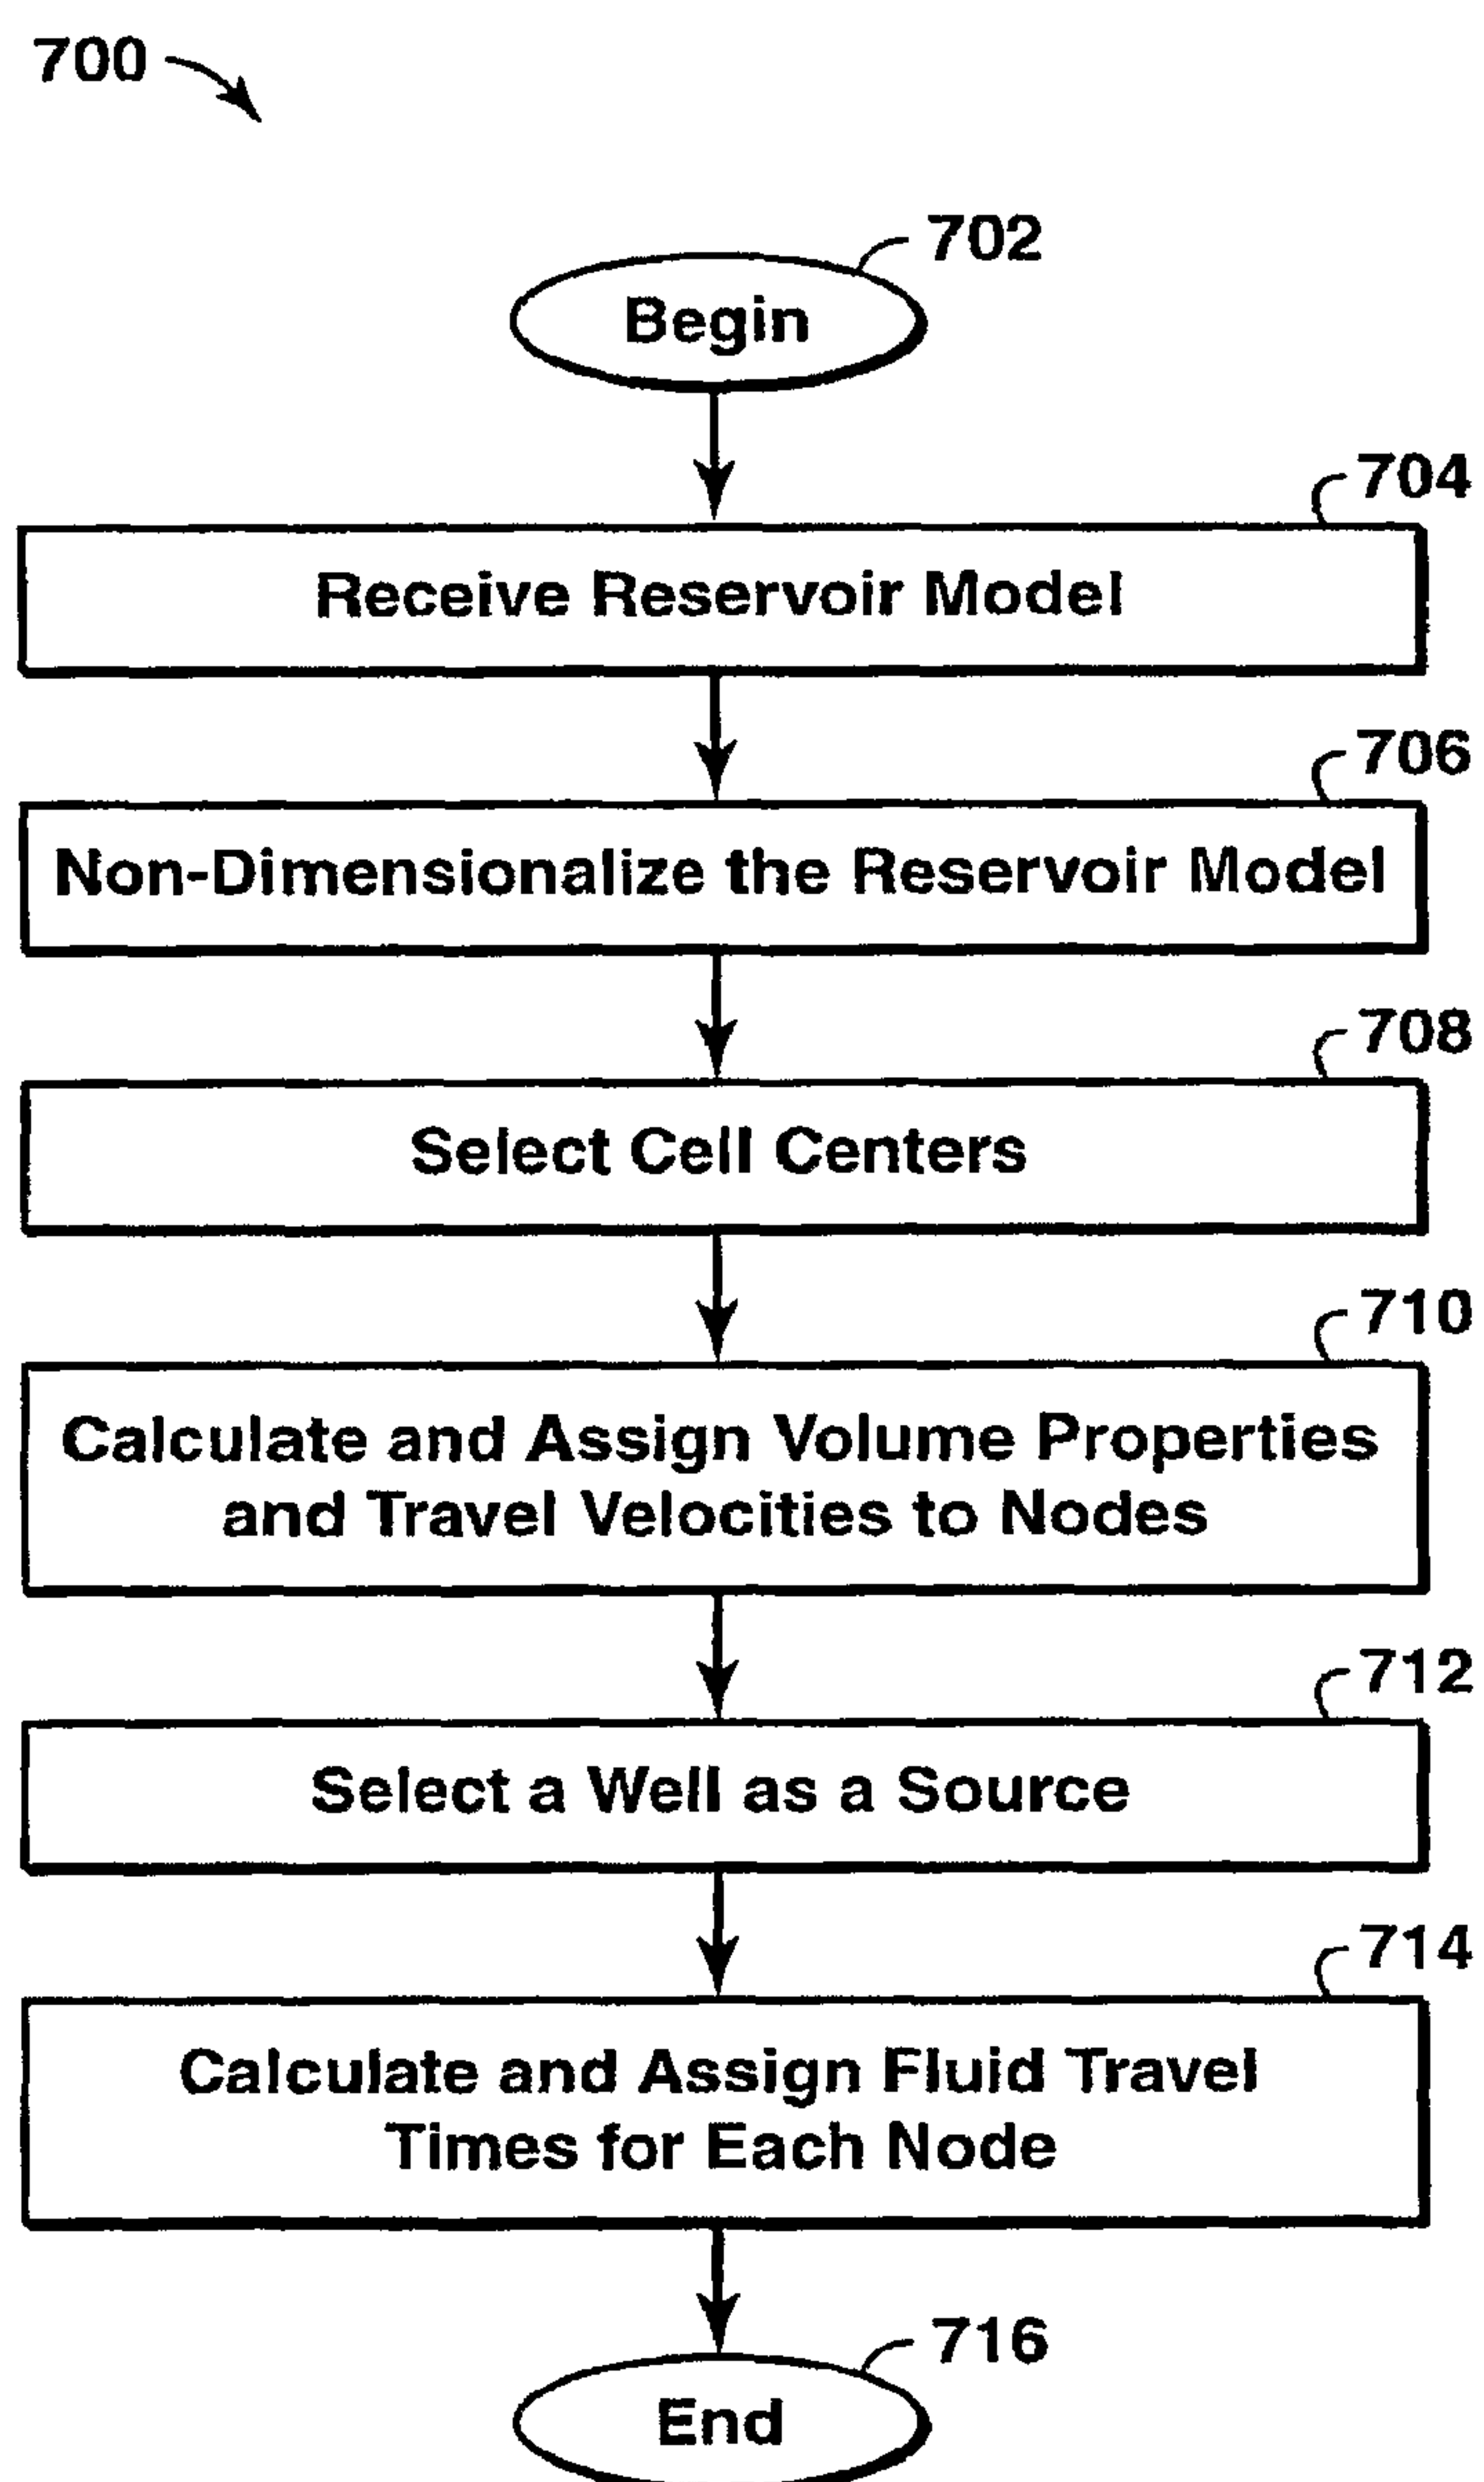 700
702
Begin
704
Receive Reservoir Model
706
Non-Dimensionalize the Reservoir Model
708
Select Cell Centers
710
Calculate and Assign Volume Properties
and Travel Velocities to Nodes
712
Select a Well as a Source
714
Calculate and Assign Fluid Travel
Times for Each Node
716
End